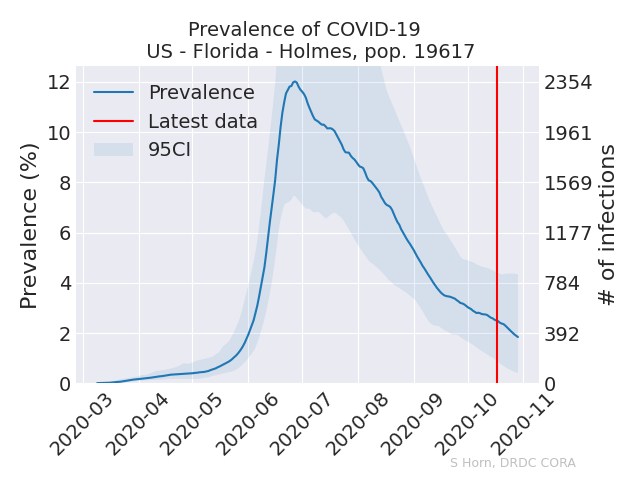 Prevalence of COVID-19
US - Florida - Holmes, pop. 19617
Prevalence
Latest data
95CI
Prevalence (%)
12
10
8
6
4
2
0
2354
1961
1569
1177
784
392
0
# of infections
2020-03
2020-04
2020-05
2020-06
2020-07
2020-08
2020-09
2020-10
2020-11
S Horn, DRDC CORA